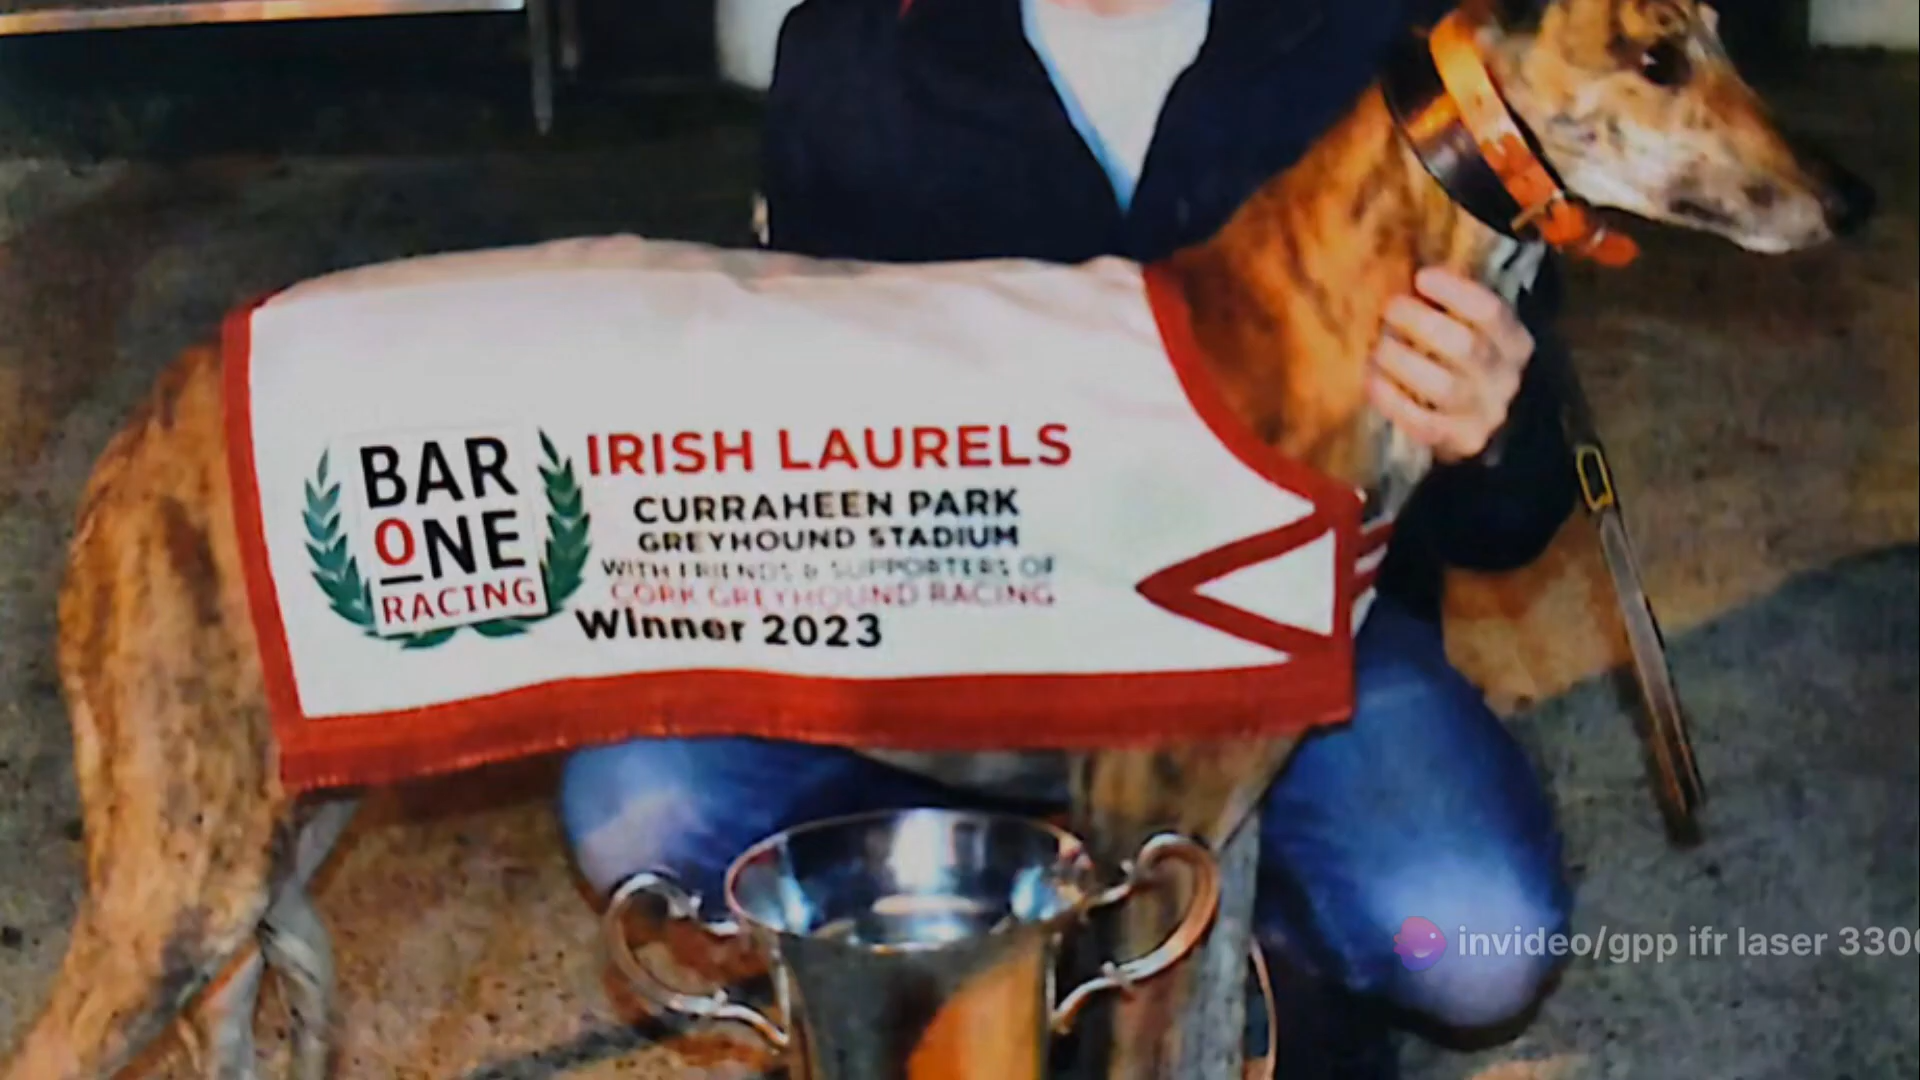 BAR
ONE
RACING
IRISH LAURELS
CURRAHEEN PARK
GREYHOUND STADIUM
WITH FRIENDS & SUPPORTERS OF
CORK GREYHOUND RACING
Winner 2023
invideo/gpp ifr laser 330